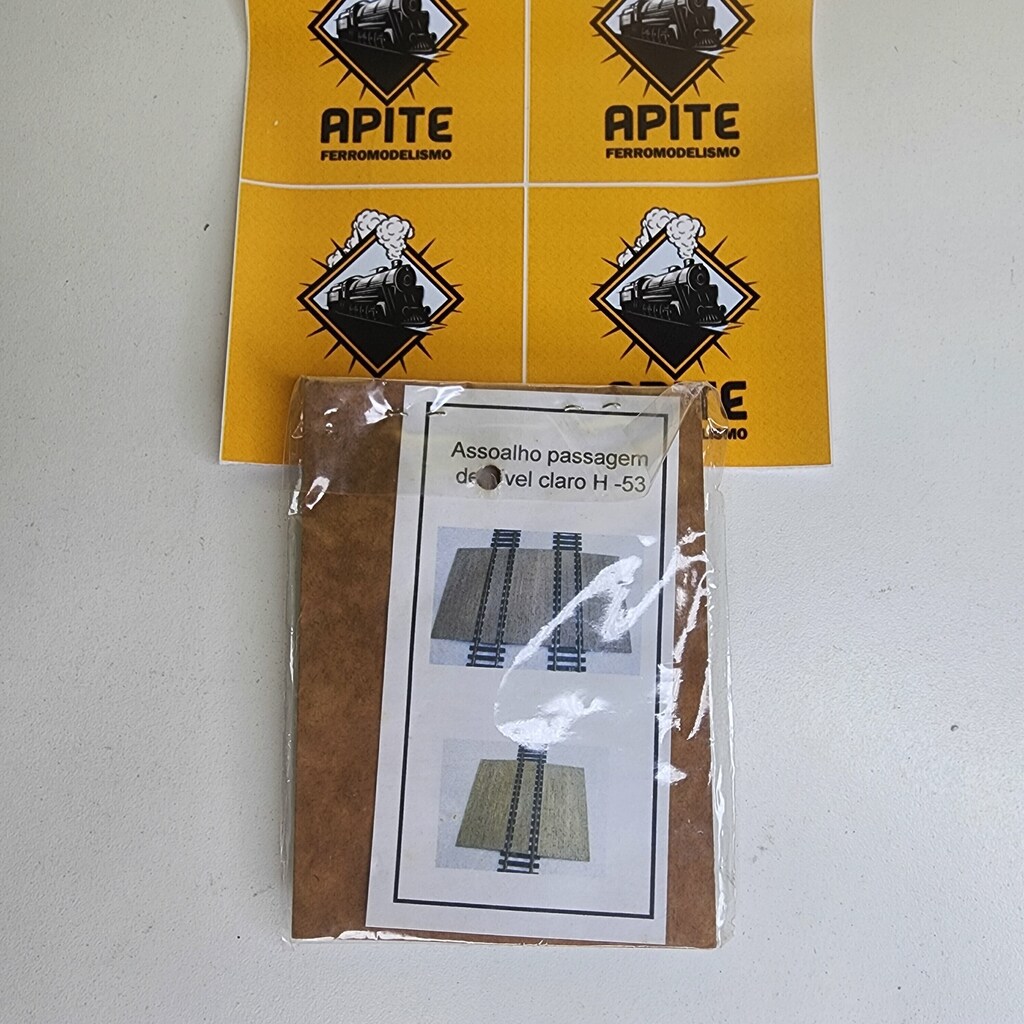 APITE
FERROMODELISMO
APITE
FERROMODELISMO
Assoalho passagem
claro H -53